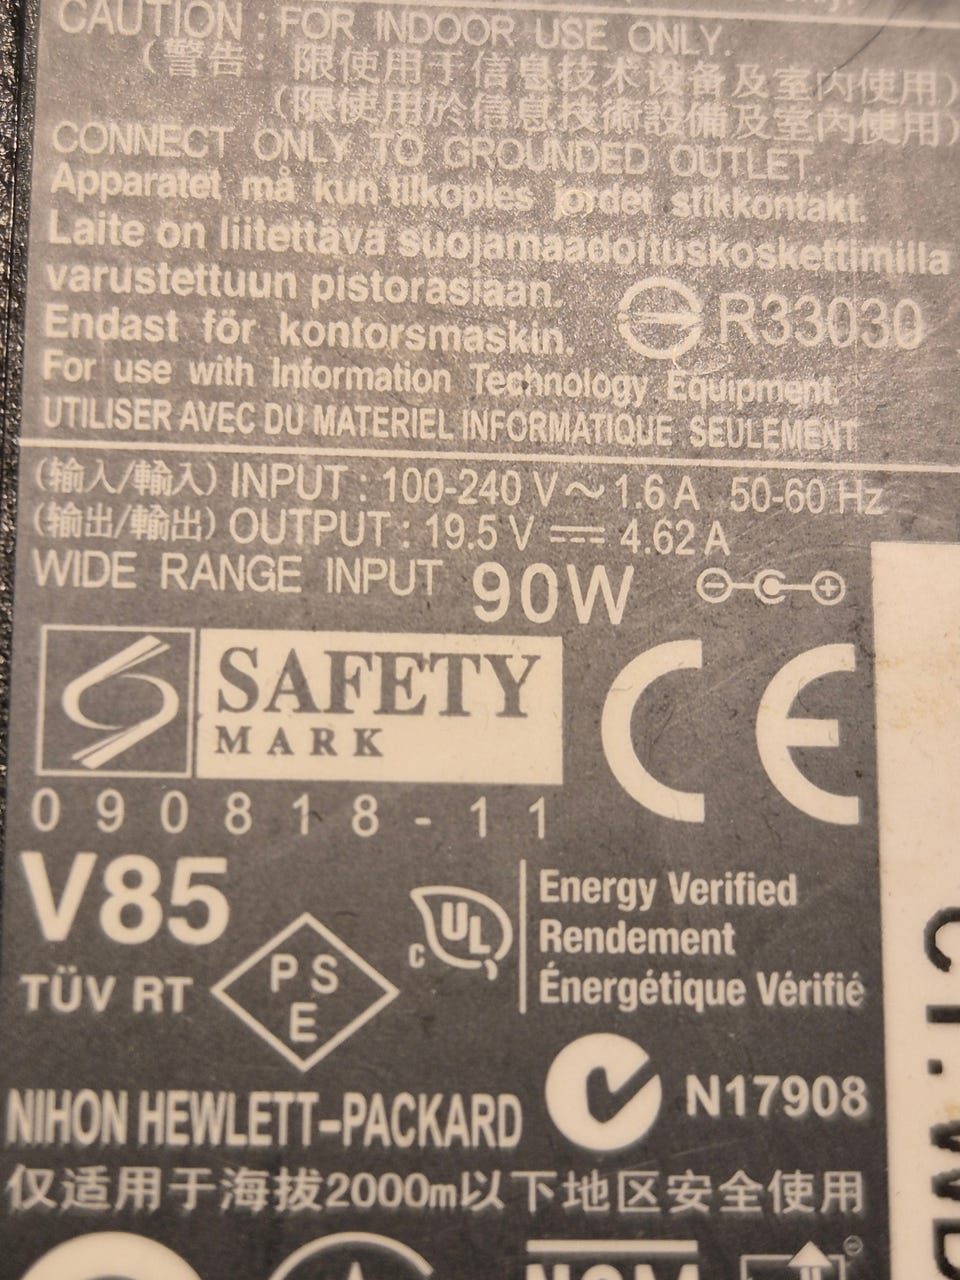 CAUTION : FOR INDOOR USE ONLY.
(警告: 限使用于信息技术设备及室内使用)
(限使用於信息技術設備及室內使用)
CONNECT ONLY TO GROUNDED OUTLET.
Apparatet må kun tilkoples jordet stikkontakt.
Laite on liitettävä suojamaadoituskoskettimilla
varustettuun pistorasiaan.
R33030
Endast för kontorsmaskin.
For use with Information Technology Equipment.
UTILISER AVEC DU MATERIEL INFORMATIQUE SEULEMENT
(输入/輸入) INPUT : 100-240 V~ 1.6 A 50-60 Hz
(输出/輸出) OUTPUT : 19.5 V ⎓ 4.62 A
WIDE RANGE INPUT 90W
SAFETY
MARK
CE
090818-11
V85
TÜV RT
PS
E
c UL
Energy Verified
Rendement
Énergétique Vérifié
NIHON HEWLETT-PACKARD
N17908
仅适用于海拔2000m以下地区安全使用
NOM
CT:WD